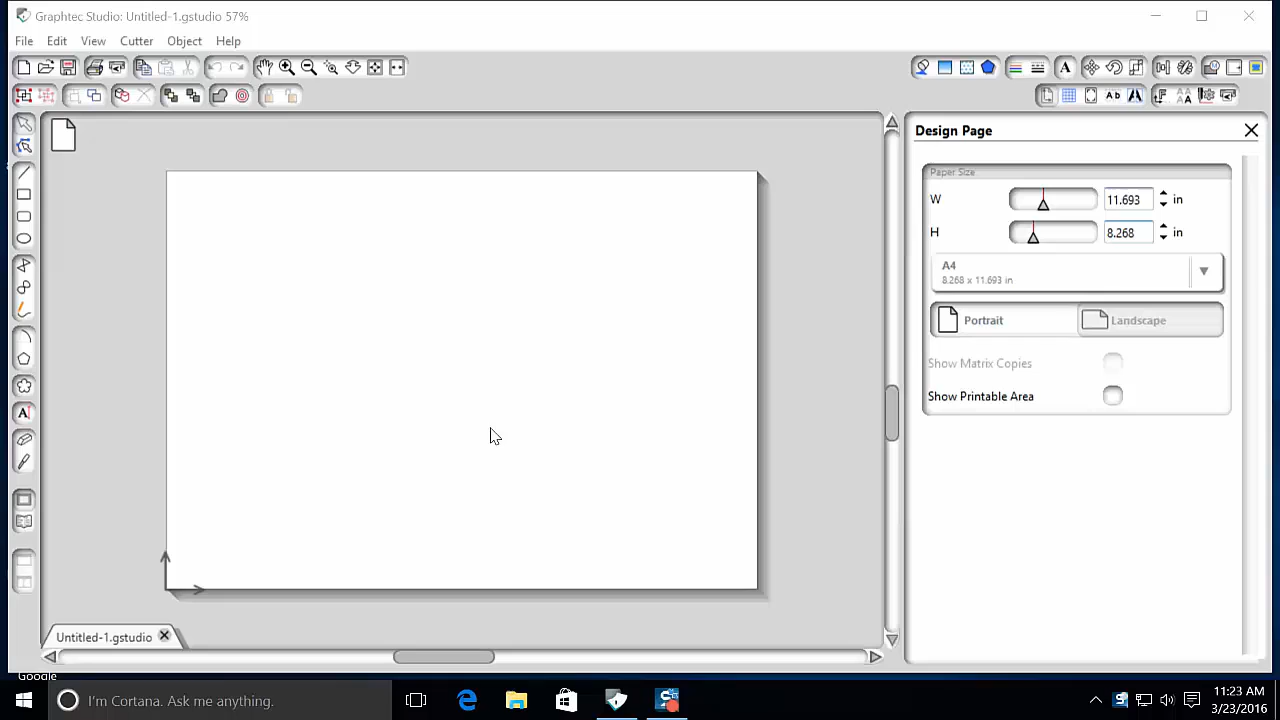 Graphtec Studio: Untitled-1.gstudio 57%
File Edit View Cutter Object Help
Design Page
Paper Size
W 11.693 in
H 8.268 in
A4
8.268 x 11.693 in
Portrait Landscape
Show Matrix Copies
Show Printable Area
Untitled-1.gstudio
Google
I'm Cortana. Ask me anything.
11:23 AM
3/23/2016